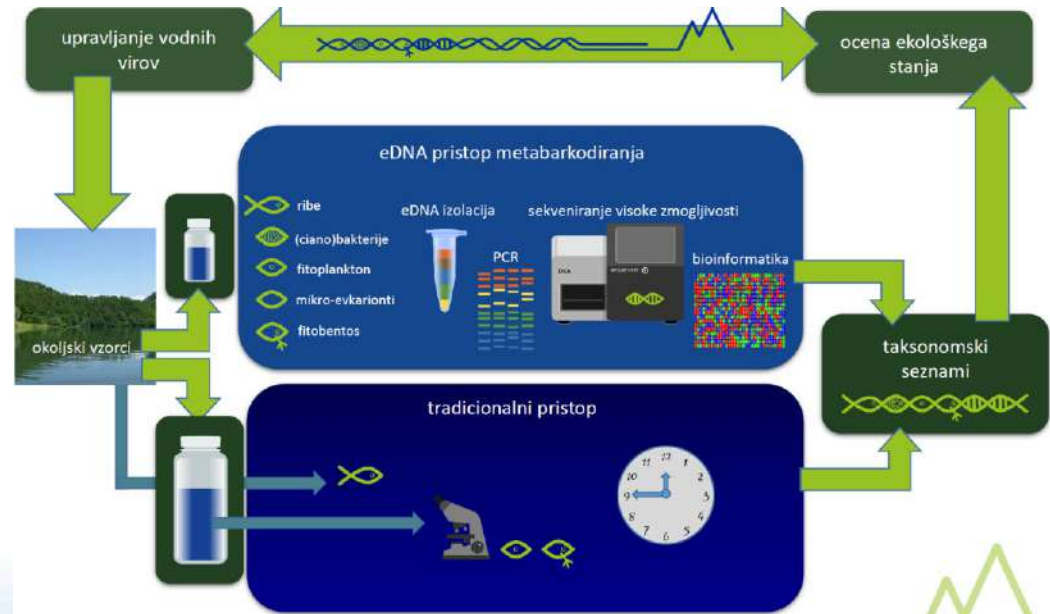 upravljanje vodnih
virov
ocena ekološkega
stanja
eDNA pristop metabarkodiranja
ribe
(ciano)bakterije
fitoplankton
mikro-evkarionti
fitobentos
eDNA izolacija
PCR
sekveniranje visoke zmogljivosti
DNA
bioinformatika
okoljski vzorci
taksonomski
seznami
tradicionalni pristop
12
1
2
3
4
5
6
7
8
9
10
11